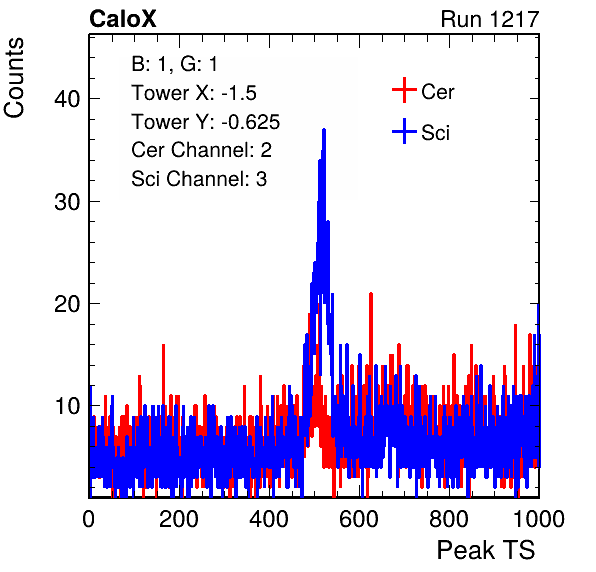 CaloX Run 1217
Counts
B: 1, G: 1
Tower X: -1.5
Tower Y: -0.625
Cer Channel: 2
Sci Channel: 3
Cer
Sci
40
30
20
10
0 200 400 600 800 1000
Peak TS